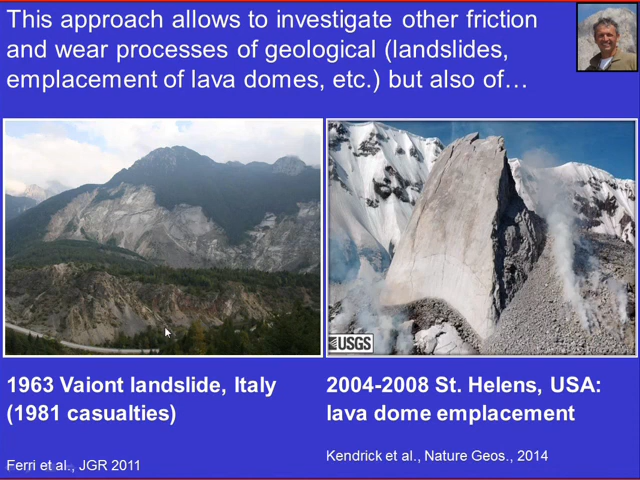 This approach allows to investigate other friction
and wear processes of geological (landslides,
emplacement of lava domes, etc.) but also of…
USGS
1963 Vaiont landslide, Italy
(1981 casualties)
2004-2008 St. Helens, USA:
lava dome emplacement
Ferri et al., JGR 2011
Kendrick et al., Nature Geos., 2014